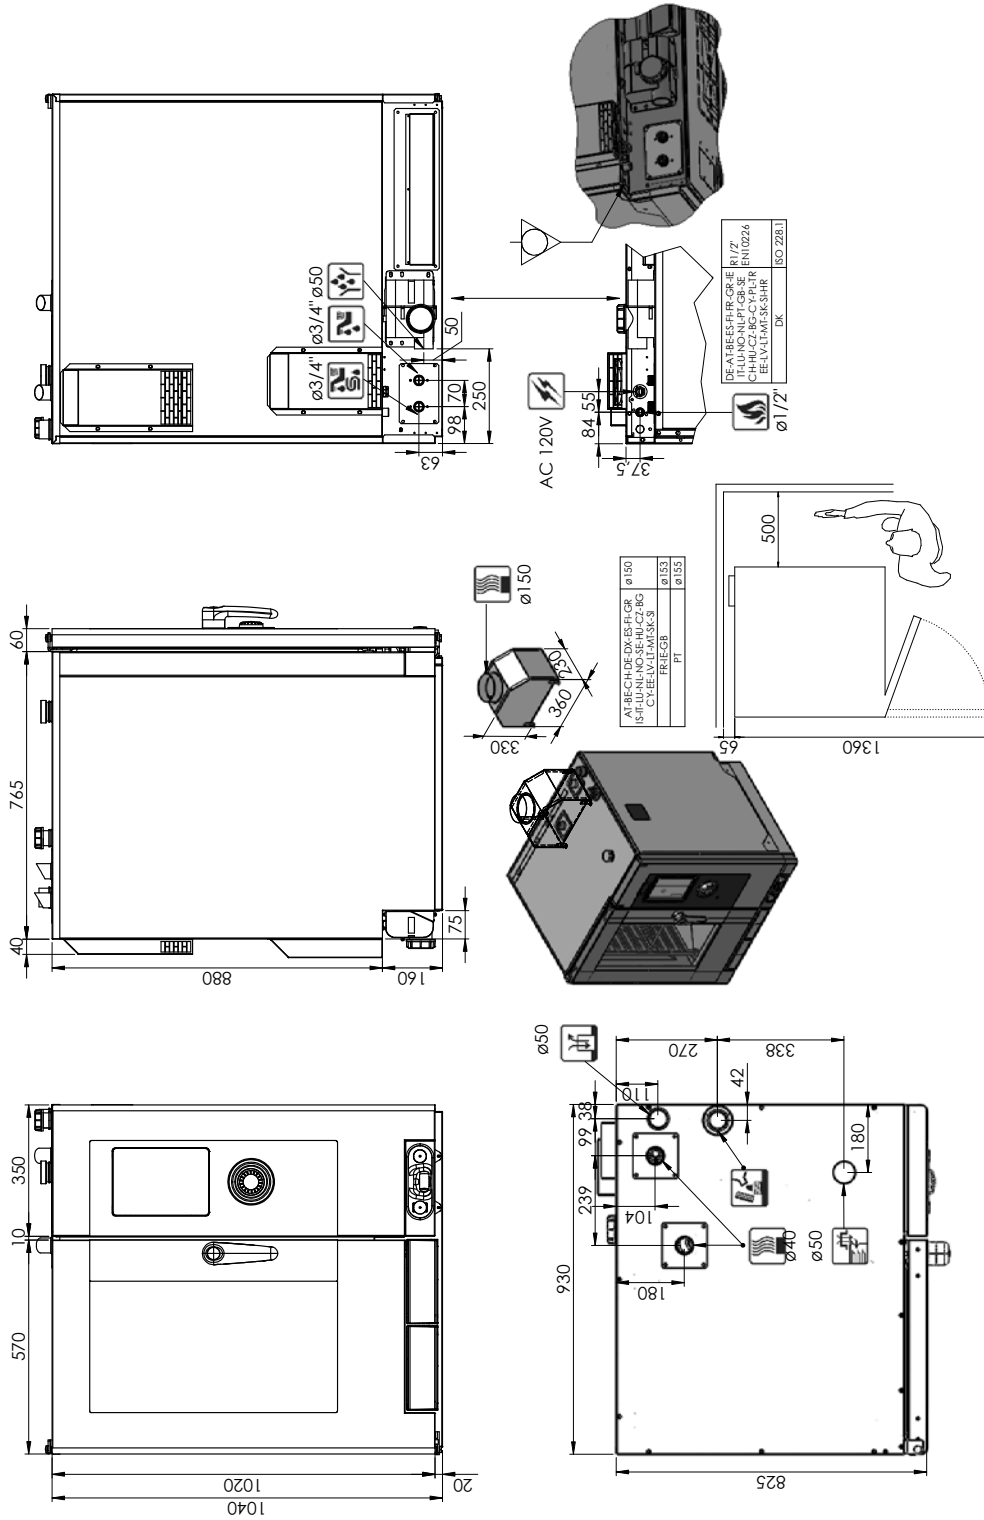 570
10
350
1040
1020
20
40
765
60
880
160
75
ø3/4"
ø3/4"
ø50
63
98
70
50
250
AC 120V
84
55
37,5
ø1/2"
DE-AT-BE-ES-FI-FR-GR-IE
IT-LU-NO-NL-PT-GB-SE
CH-HU-CZ-BG-CY-PL-TR
EE-LV-LT-MT-SK-SI-HR
R1/2"
EN10226
DK
ISO 228.1
ø150
330
360
230
AT-BE-CH-DE-DX-ES-FI-GR
IS-IT-LU-NL-NO-SE-HU-CZ-BG
CY-EE-LV-LT-MT-SK-SI
ø150
FR-IE-GB
ø153
PT
ø155
500
65
1360
930
239
99
38
110
ø50
270
338
42
180
104
180
ø40
ø50
825